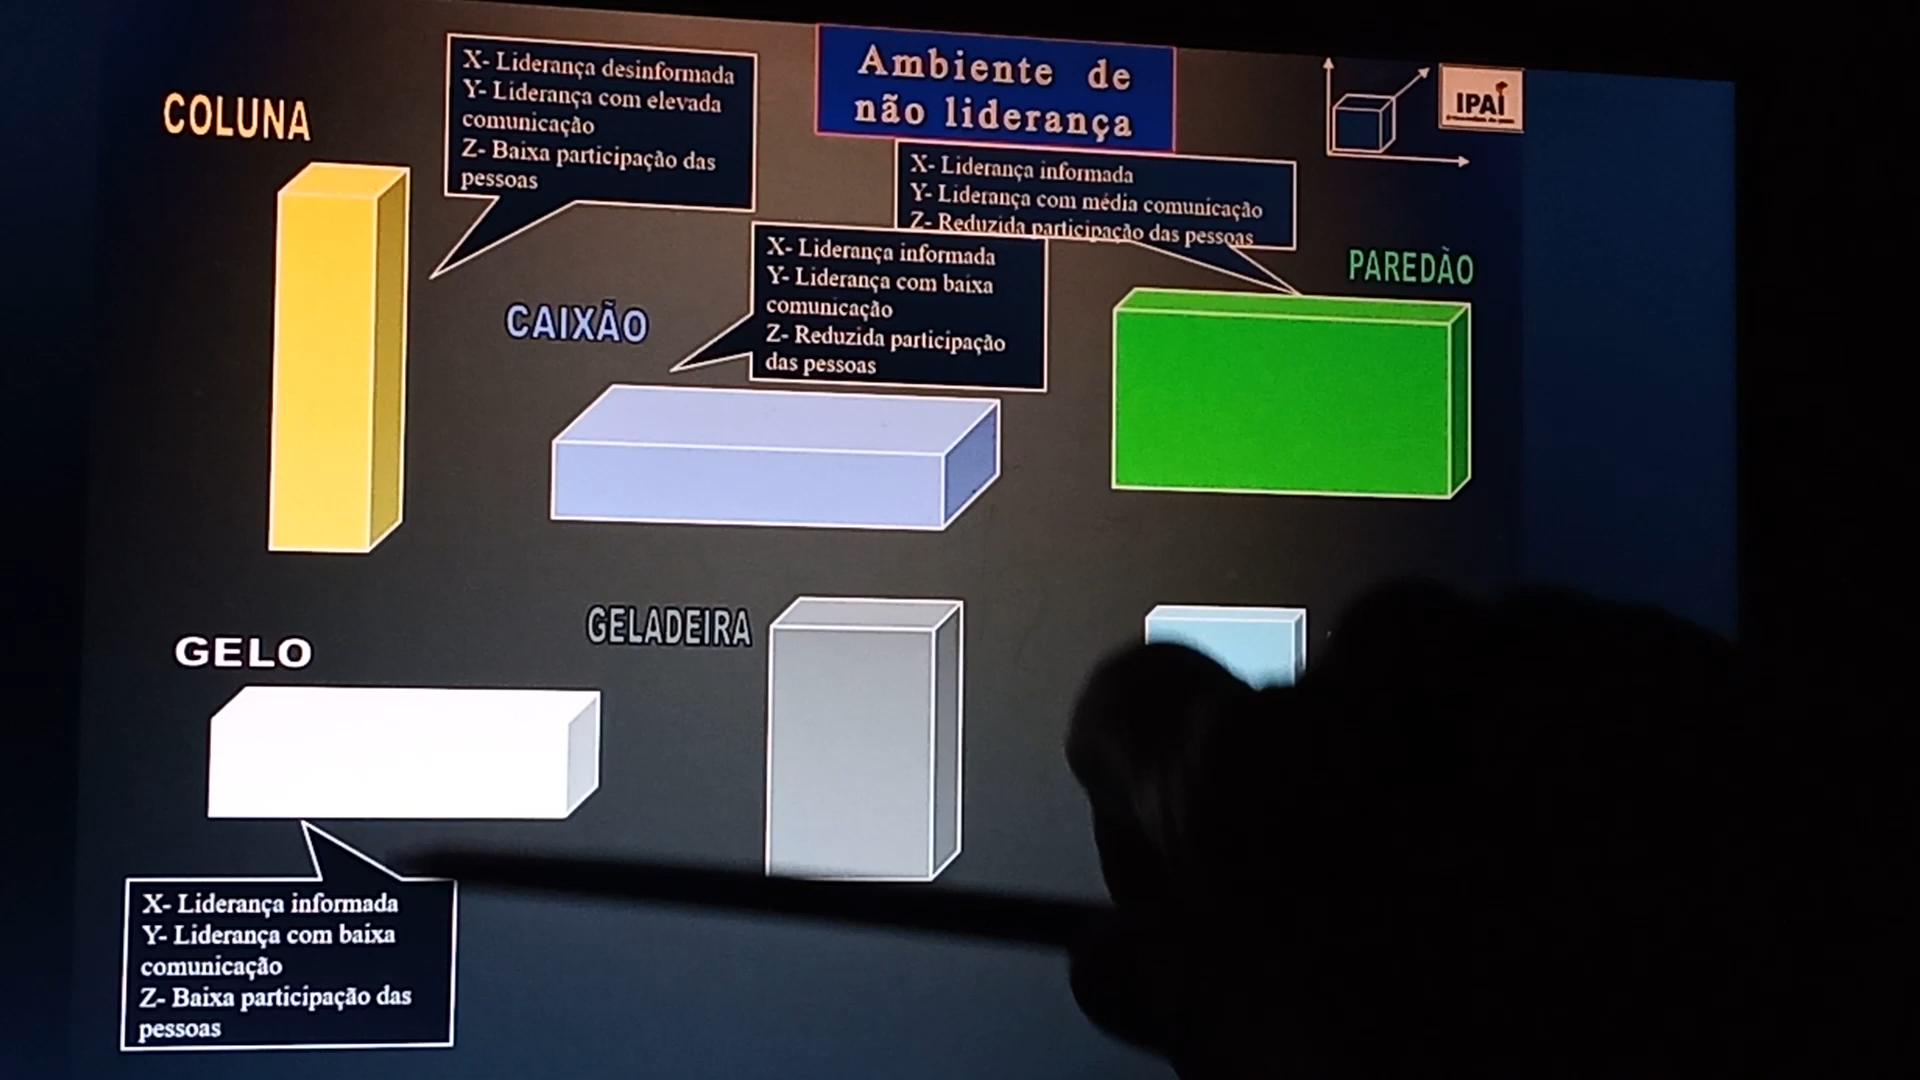 Ambiente de
não liderança
IPAI
COLUNA
X- Liderança desinformada
Y- Liderança com elevada
comunicação
Z- Baixa participação das
pessoas
X- Liderança informada
Y- Liderança com média comunicação
Z- Reduzida participação das pessoas
PAREDÃO
CAIXÃO
X- Liderança informada
Y- Liderança com baixa
comunicação
Z- Reduzida participação
das pessoas
GELO
GELADEIRA
X- Liderança informada
Y- Liderança com baixa
comunicação
Z- Baixa participação das
pessoas